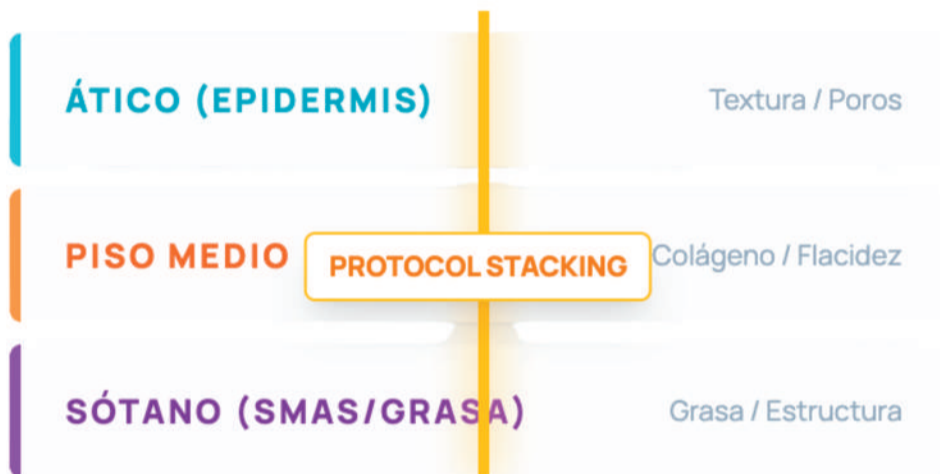 ÁTICO (EPIDERMIS)
Textura / Poros
PISO MEDIO
PROTOCOL STACKING
Colágeno / Flacidez
SÓTANO (SMAS/GRASA)
Grasa / Estructura